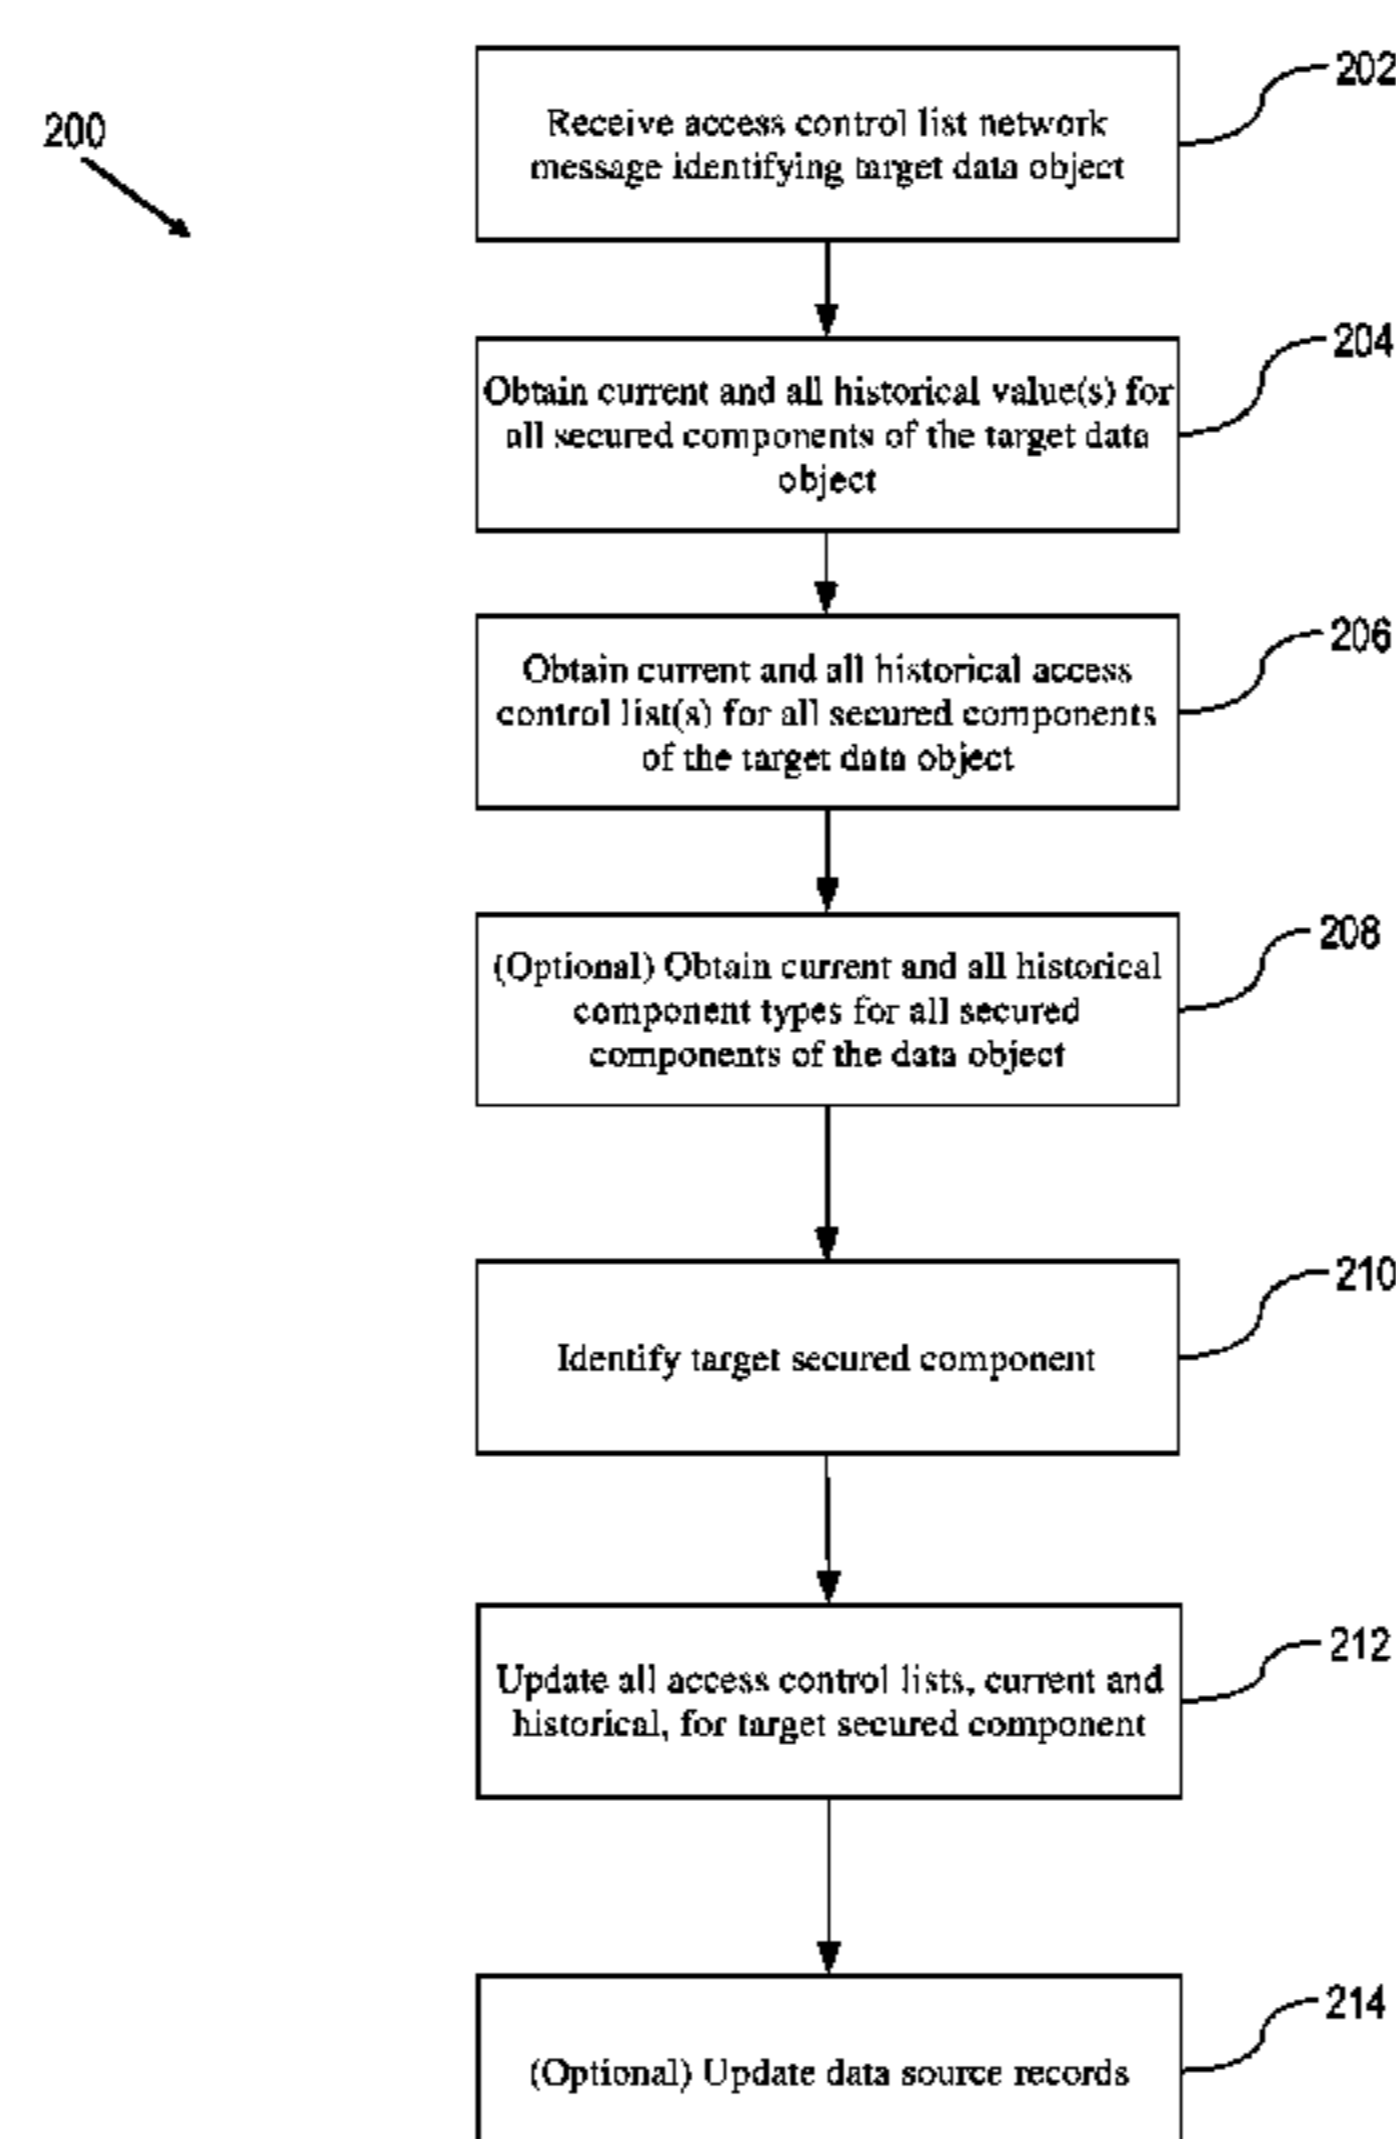 200
202
Receive access control list network
message identifying target data object
204
Obtain current and all historical value(s) for
all secured components of the target data
object
206
Obtain current and all historical access
control list(s) for all secured components
of the target data object
208
(Optional) Obtain current and all historical
component types for all secured
components of the data object
210
Identify target secured component
212
Update all access control lists, current and
historical, for target secured component
214
(Optional) Update data source records